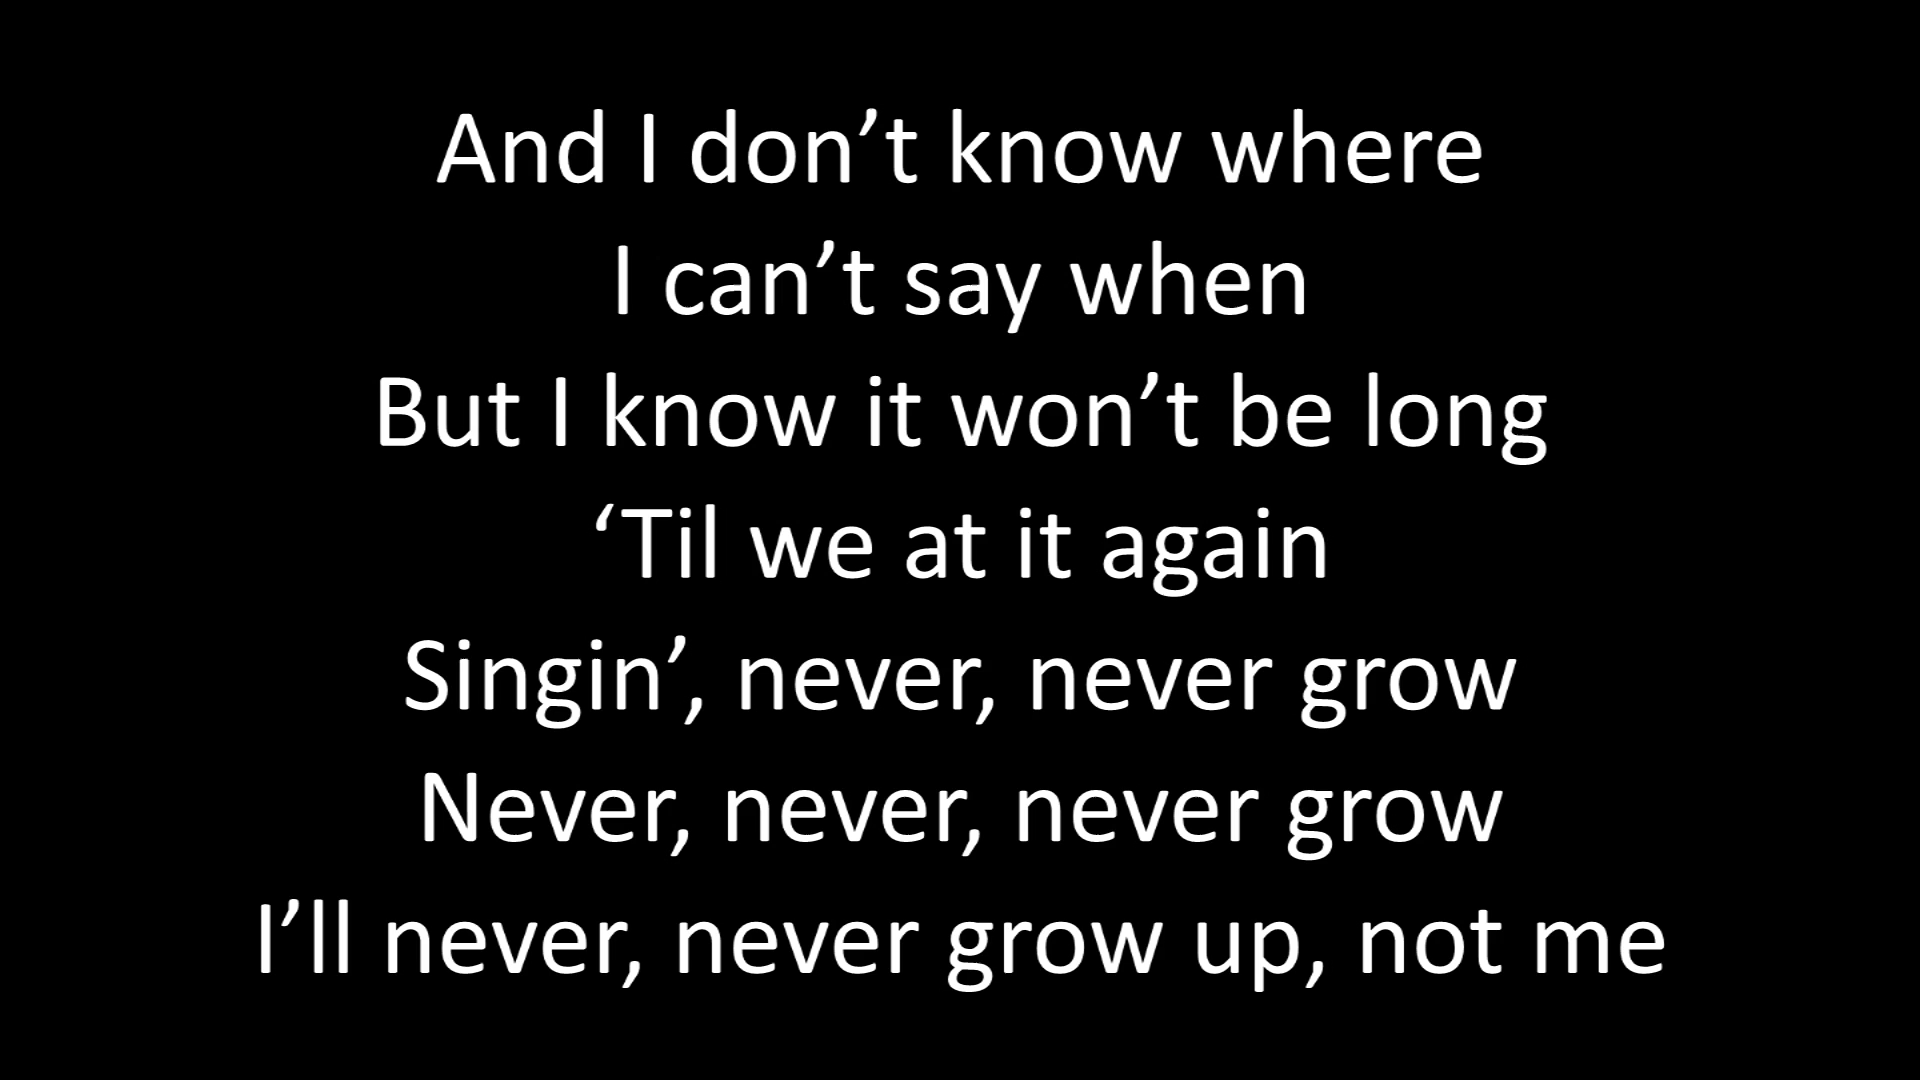 And I don’t know where
I can’t say when
But I know it won’t be long
‘Til we at it again
Singin’, never, never grow
Never, never, never grow
I’ll never, never grow up, not me